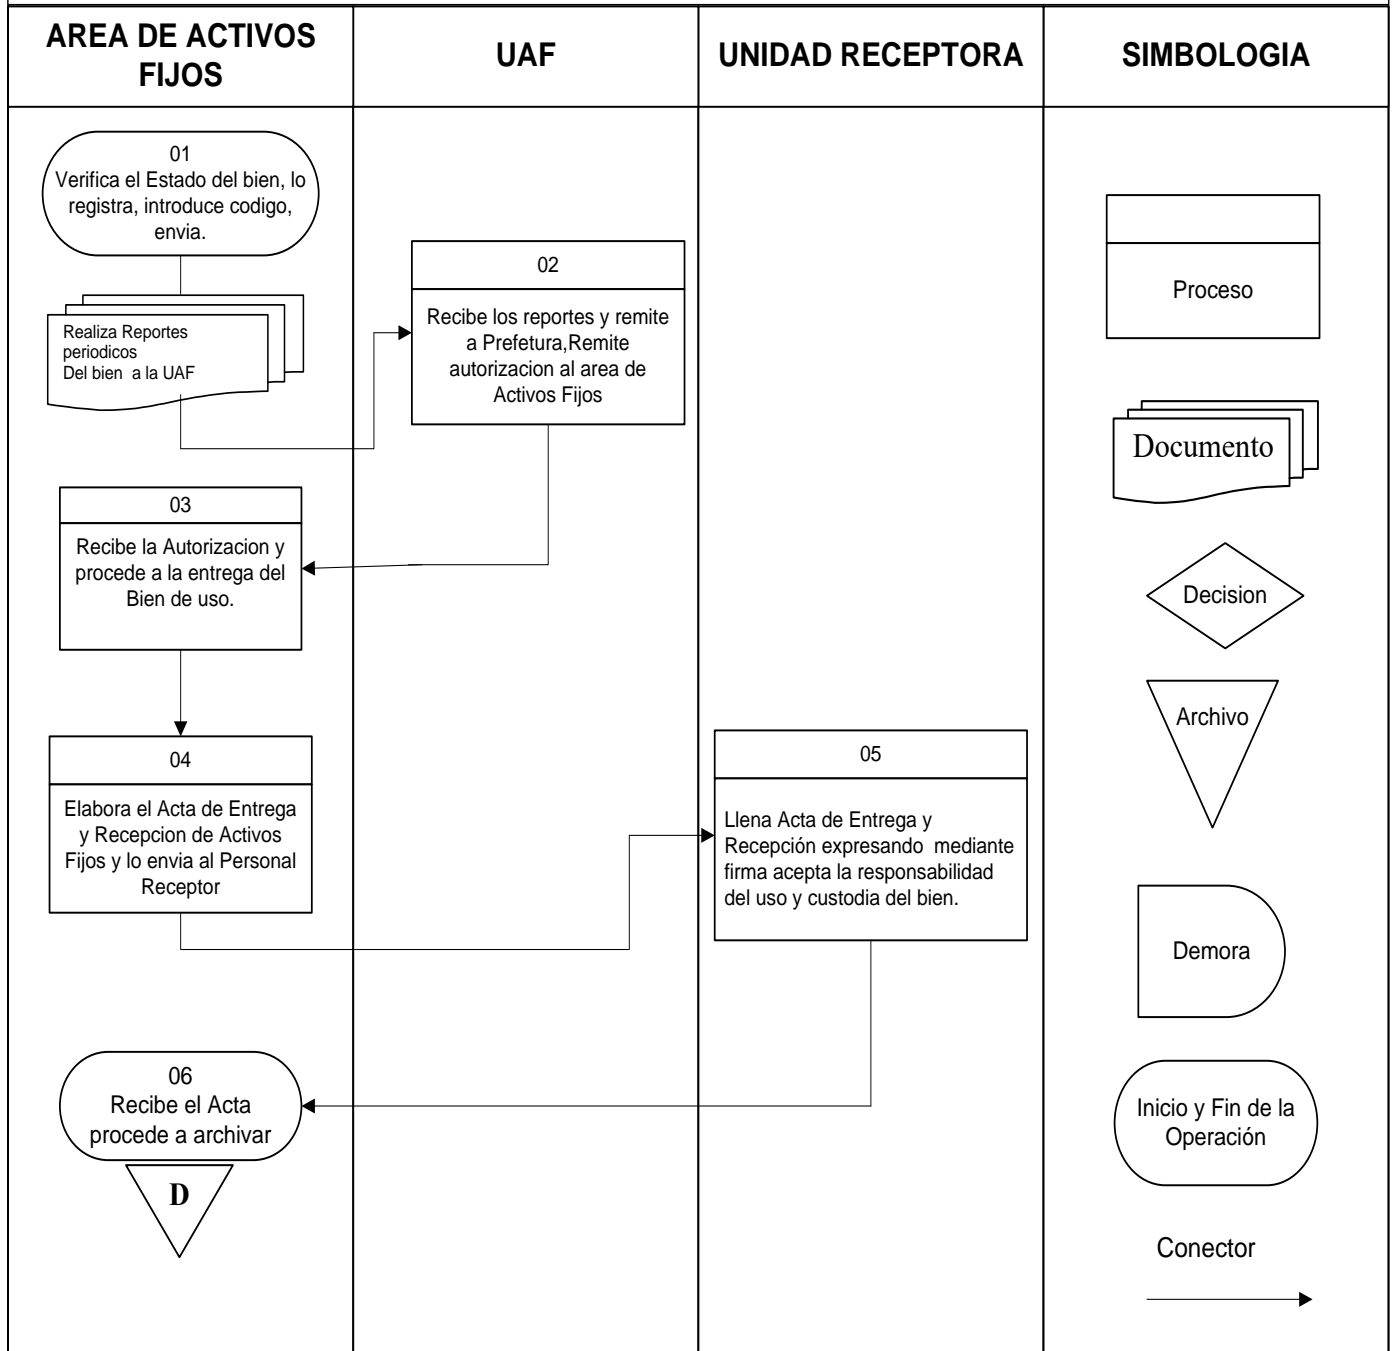 AREA DE ACTIVOS
FIJOS
UAF
UNIDAD RECEPTORA
SIMBOLOGIA
01
Verifica el Estado del bien, lo
registra, introduce codigo,
envia.
Realiza Reportes
periodicos
Del bien a la UAF
02
Recibe los reportes y remite
a Prefetura,Remite
autorizacion al area de
Activos Fijos
03
Recibe la Autorizacion y
procede a la entrega del
Bien de uso.
04
Elabora el Acta de Entrega
y Recepcion de Activos
Fijos y lo envia al Personal
Receptor
05
Llena Acta de Entrega y
Recepción expresando mediante
firma acepta la responsabilidad
del uso y custodia del bien.
06
Recibe el Acta
procede a archivar
D
Proceso
Documento
Decision
Archivo
Demora
Inicio y Fin de la
Operación
Conector